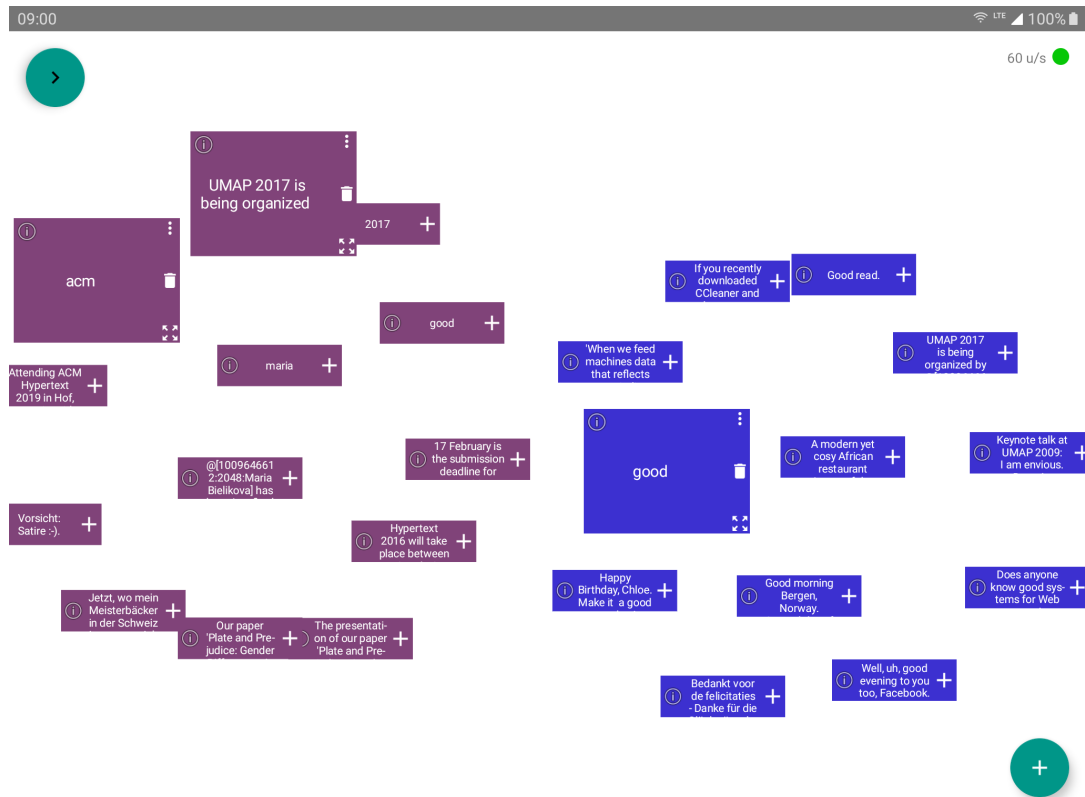 09:00
LTE
100%
60 u/s
UMAP 2017 is
being organized
2017
acm
If you recently
downloaded
CCleaner and
Good read.
good
UMAP 2017
is being
organized by
'When we feed
machines data
that reflects
maria
Attending ACM
Hypertext
2019 in Hof,
good
17 February is
the submission
deadline for
A modern yet
cosy African
restaurant
Keynote talk at
UMAP 2009:
I am envious.
@[100964661
2:2048:Maria
Bielikova] has
Vorsicht:
Satire :-).
Hypertext
2016 will take
place between
Happy
Birthday, Chloe.
Make it a good
Good morning
Bergen,
Norway.
Does anyone
know good sys-
tems for Web
Jetzt, wo mein
Meisterbäcker
in der Schweiz
Our paper
'Plate and Pre-
judice: Gender
The presentati-
on of our paper
'Plate and Pre-
Well, uh, good
evening to you
too, Facebook.
Bedankt voor
de felicitaties
- Danke für die